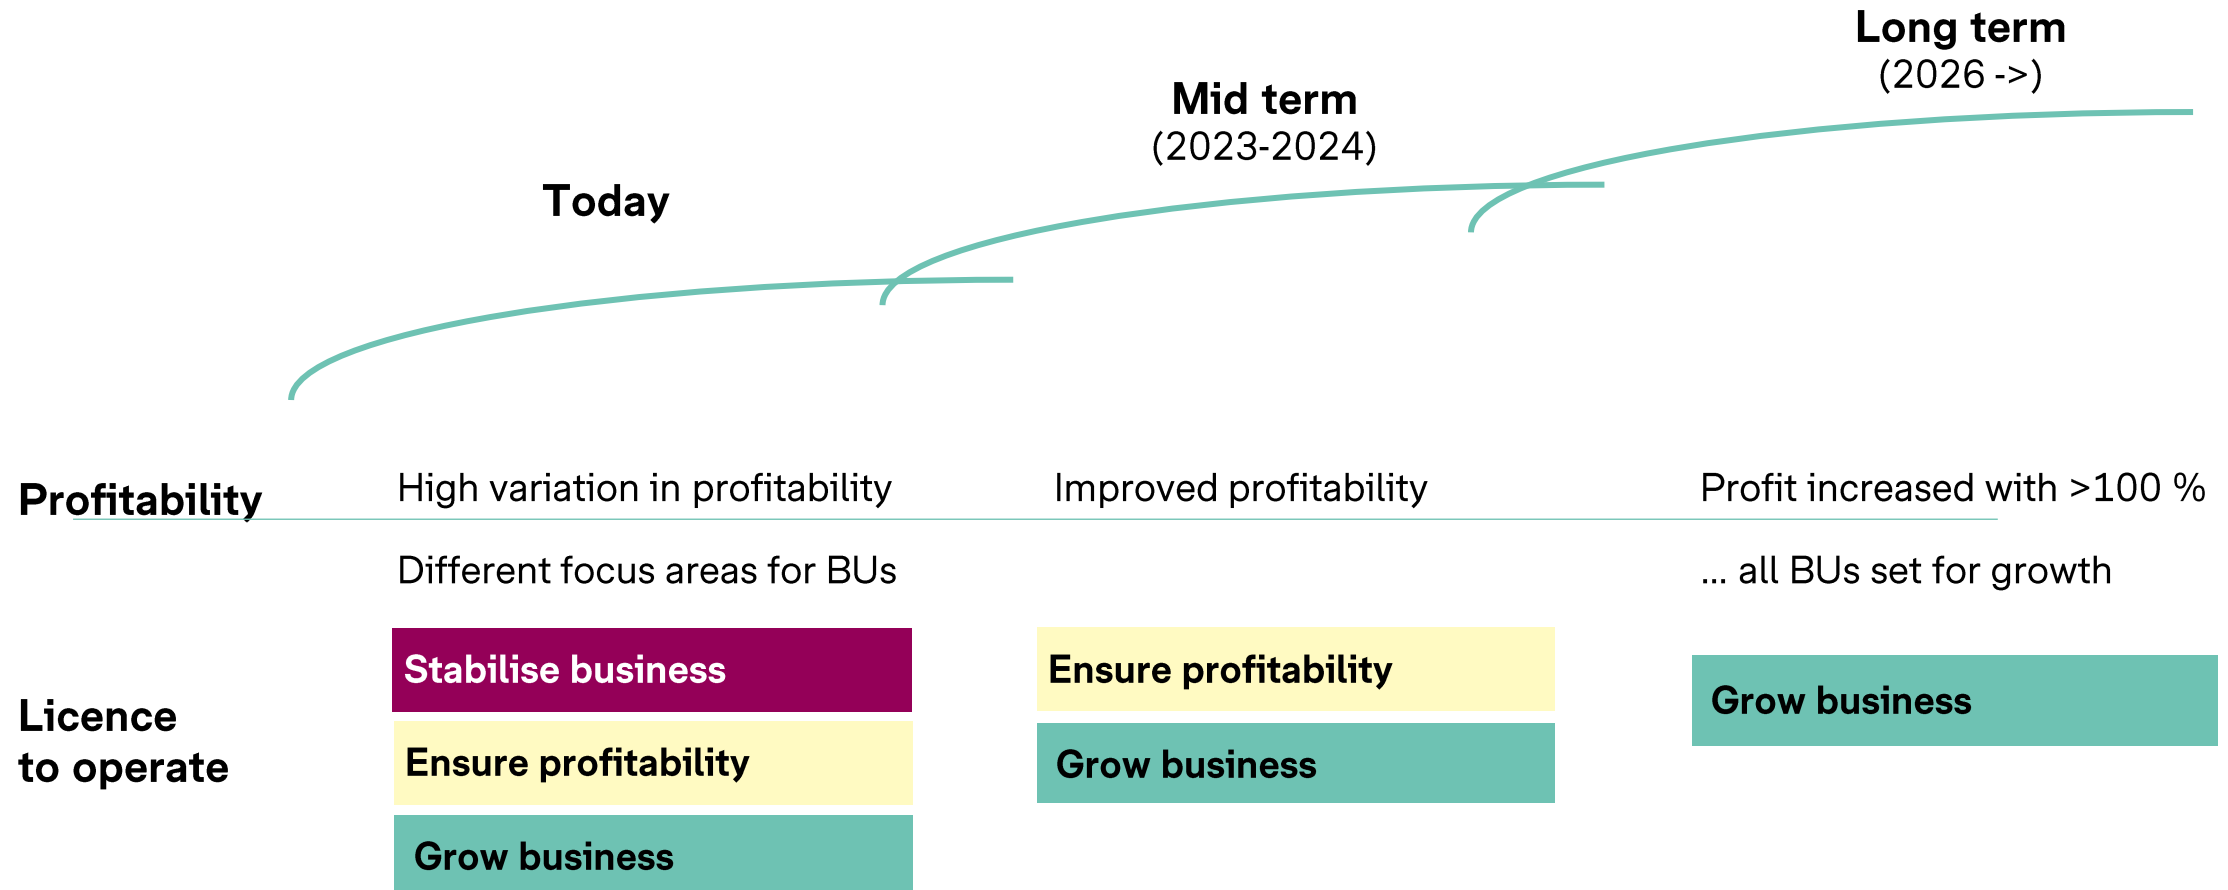 Long term
(2026 ->)
Mid term
(2023-2024)
Today
Profitability
High variation in profitability
Improved profitability
Profit increased with >100 %
Different focus areas for BUs
... all BUs set for growth
Licence
to operate
Stabilise business
Ensure profitability
Grow business
Ensure profitability
Grow business
Grow business